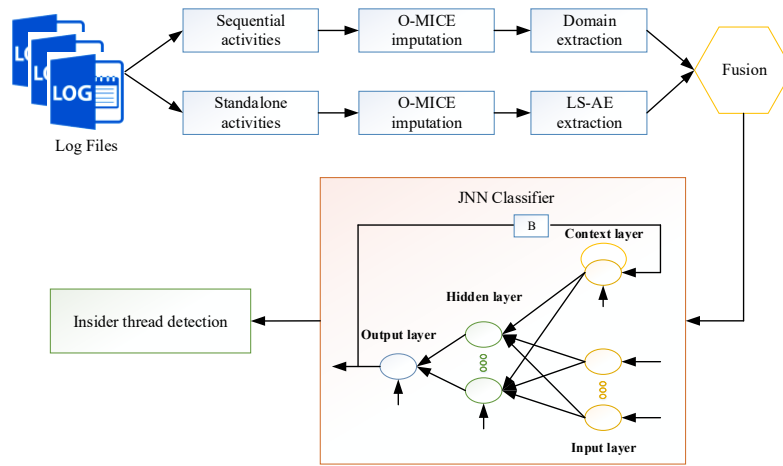 Sequential
activities
O-MICE
imputation
Domain
extraction
Fusion
LOG
LOG
LOG
Standalone
activities
O-MICE
imputation
LS-AE
extraction
Log Files
JNN Classifier
B
Context layer
Hidden layer
Insider thread detection
Output layer
Input layer